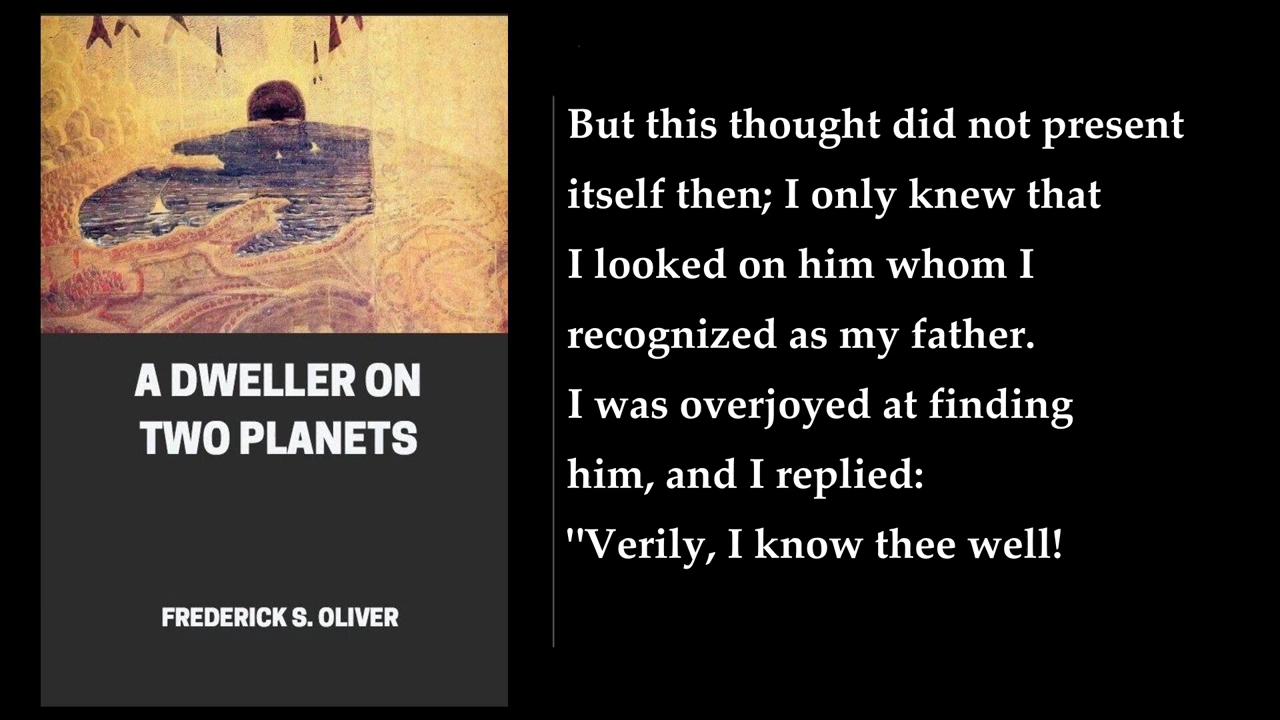 A DWELLER ON
TWO PLANETS
FREDERICK S. OLIVER
But this thought did not present
itself then; I only knew that
I looked on him whom I
recognized as my father.
I was overjoyed at finding
him, and I replied:
"Verily, I know thee well!